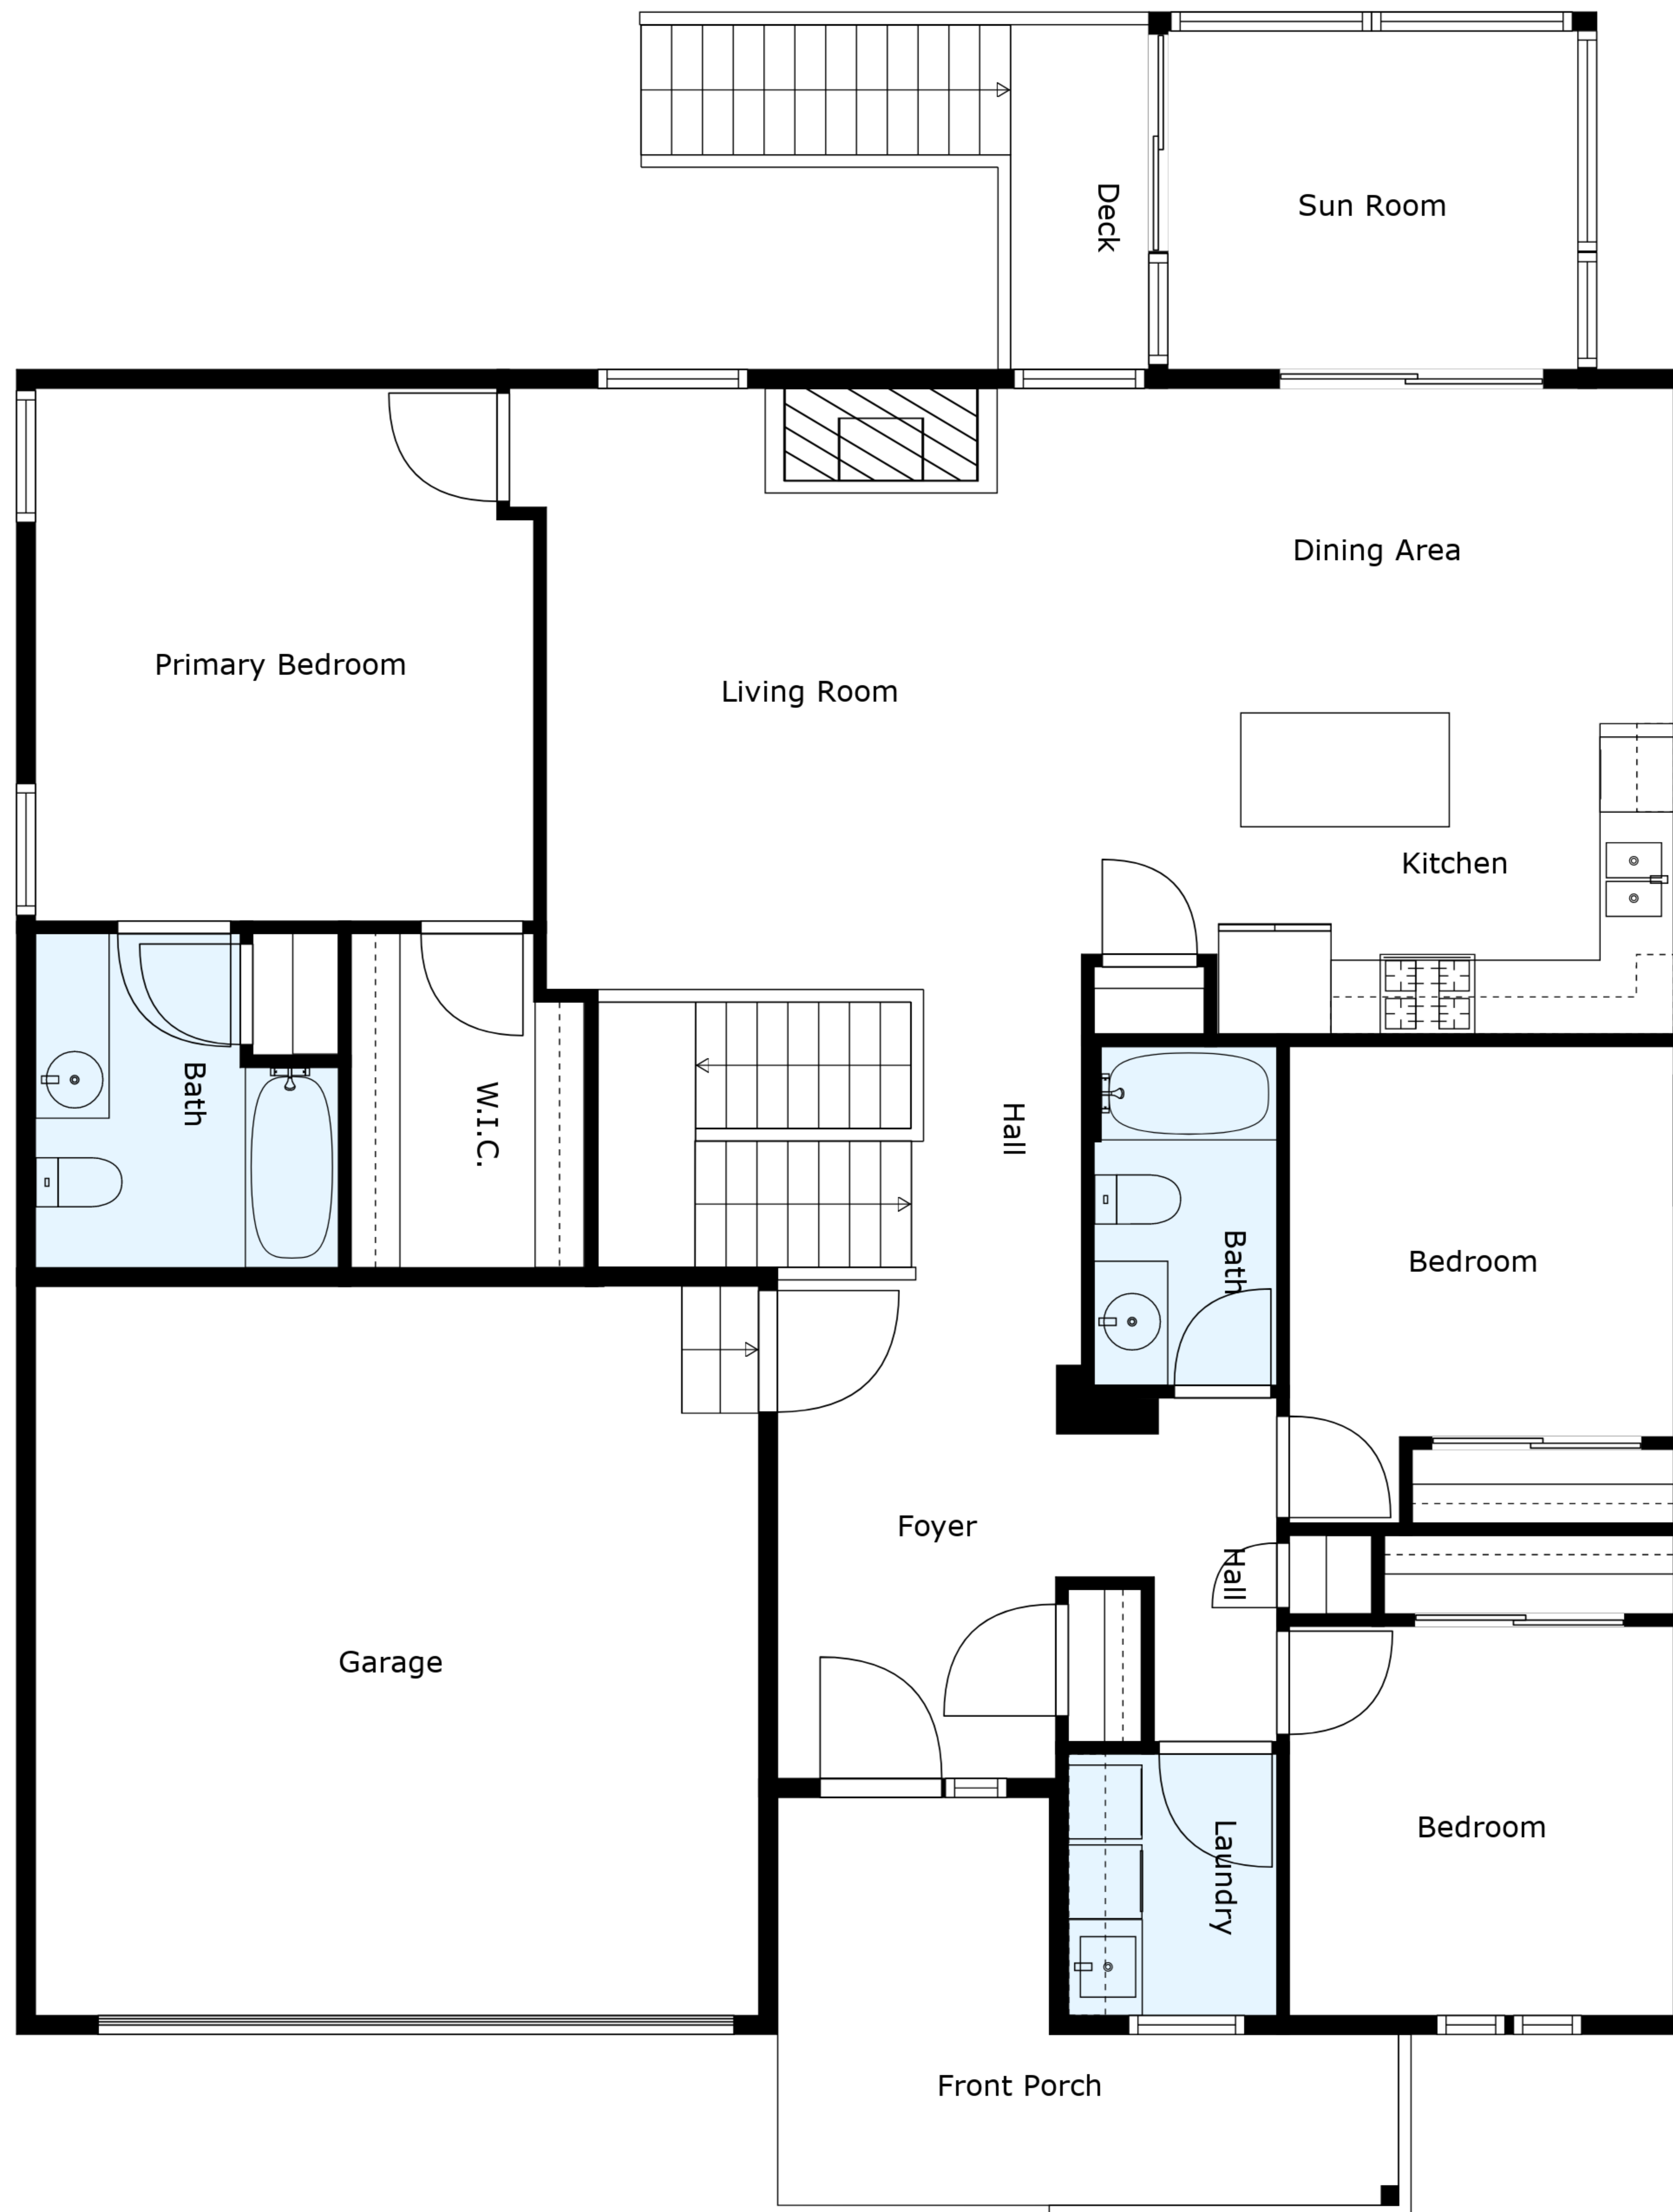 Deck
Sun Room
Dining Area
Primary Bedroom
Living Room
Kitchen
Bath
W.I.C.
Hall
Bath
Bedroom
Foyer
Hall
Garage
Laundry
Bedroom
Front Porch